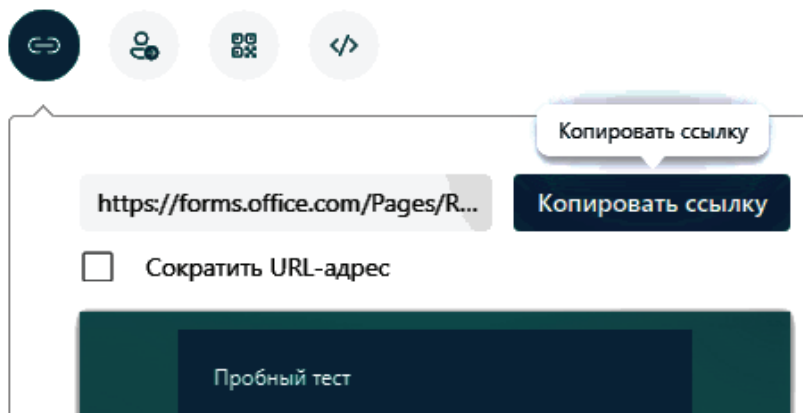 Копировать ссылку
https://forms.office.com/Pages/R...
Копировать ссылку
Сократить URL-адрес
Пробный тест